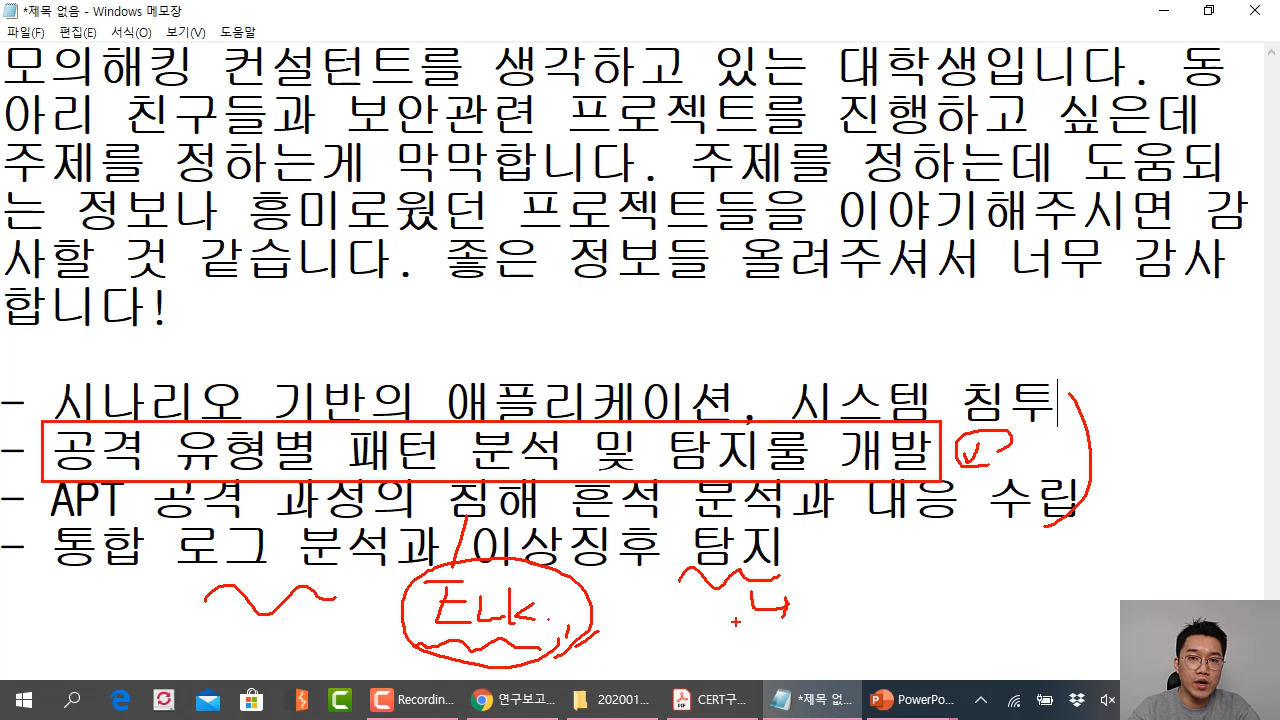 *제목 없음 - Windows 메모장
파일(F) 편집(E) 서식(O) 보기(V) 도움말
모의해킹 컨설턴트를 생각하고 있는 대학생입니다. 동
아리 친구들과 보안관련 프로젝트를 진행하고 싶은데
주제를 정하는게 막막합니다. 주제를 정하는데 도움되
는 정보나 흥미로웠던 프로젝트들을 이야기해주시면 감
사할 것 같습니다. 좋은 정보들 올려주셔서 너무 감사
합니다!
- 시나리오 기반의 애플리케이션, 시스템 침투
- 공격 유형별 패턴 분석 및 탐지룰 개발
- APT 공격 과정의 침해 흔적 분석과 대응 수립
- 통합 로그 분석과 이상징후 탐지
ELK.
Recording... 연구보고... 202001... CERT구... *제목 없... PowerPo...